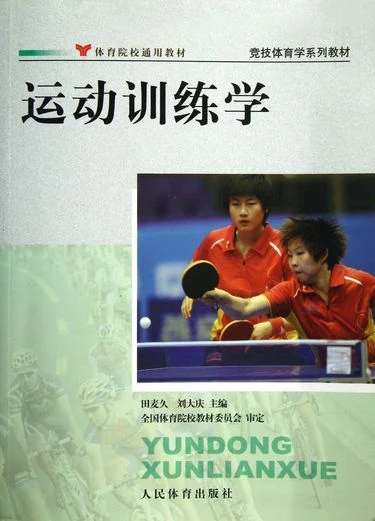 体育院校通用教材
竞技体育学系列教材
运动训练学
田麦久 刘大庆 主编
全国体育院校教材委员会 审定
YUNDONG
XUNLIANXUE
人民体育出版社